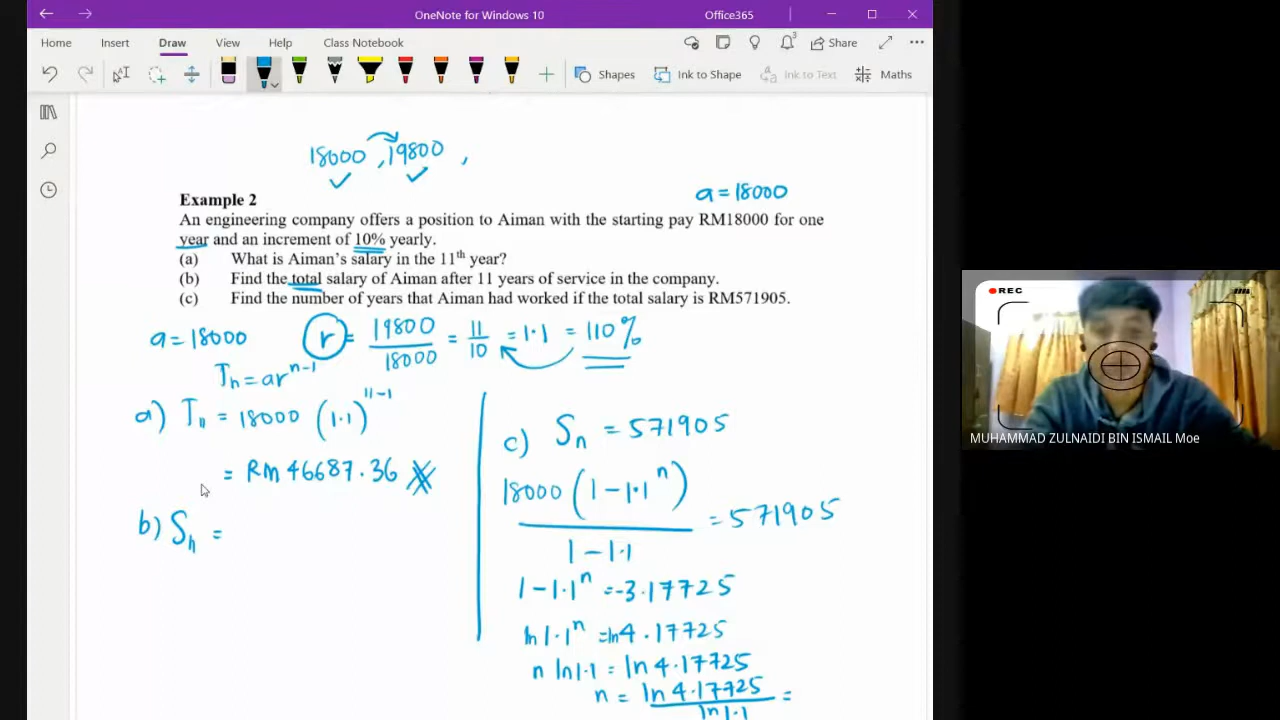 OneNote for Windows 10
Office365
Home Insert Draw View Help Class Notebook
3
Share
Shapes Ink to Shape Ink to Text Maths
18000 , 19800 ,
a = 18000
Example 2
An engineering company offers a position to Aiman with the starting pay RM18000 for one
year and an increment of 10% yearly.
(a) What is Aiman's salary in the 11th year?
(b) Find the total salary of Aiman after 11 years of service in the company.
(c) Find the number of years that Aiman had worked if the total salary is RM571905.
a = 18000 r = 19800/18000 = 11/10 = 1.1 = 110%
Tn = ar^n-1
a) T11 = 18000 (1.1)^11-1
= RM 46687.36
b) S11 =
c) Sn = 571905
18000 (1 - 1.1^n) / 1 - 1.1 = 571905
1 - 1.1^n = -3.17725
ln 1.1^n = ln 4.17725
n ln 1.1 = ln 4.17725
n = ln 4.17725 / ln 1.1 =
REC
MUHAMMAD ZULNAIDI BIN ISMAIL Moe